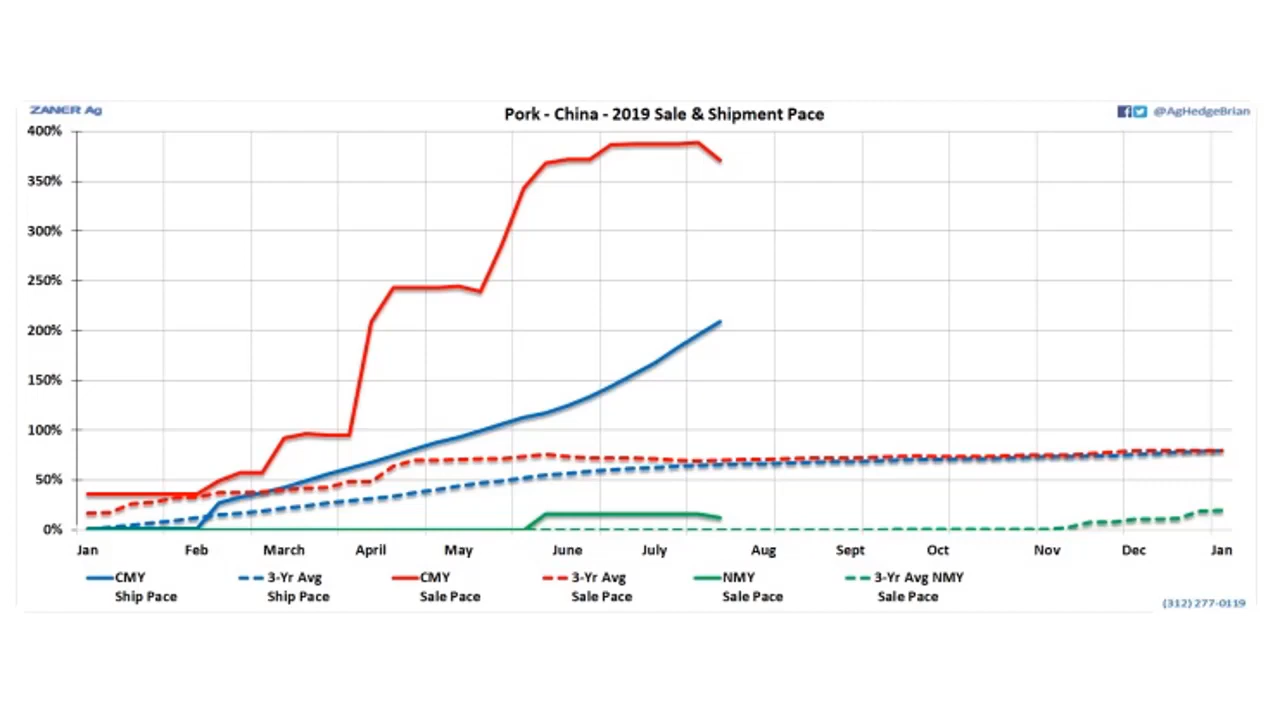 ZANER Ag
Pork - China - 2019 Sale & Shipment Pace
@AgHedgeBrian
400%
350%
300%
250%
200%
150%
100%
50%
0%
Jan Feb March April May June July Aug Sept Oct Nov Dec Jan
CMY 3-Yr Avg CMY 3-Yr Avg NMY 3-Yr Avg NMY
Ship Pace Ship Pace Sale Pace Sale Pace Sale Pace Sale Pace
(312) 277-0119